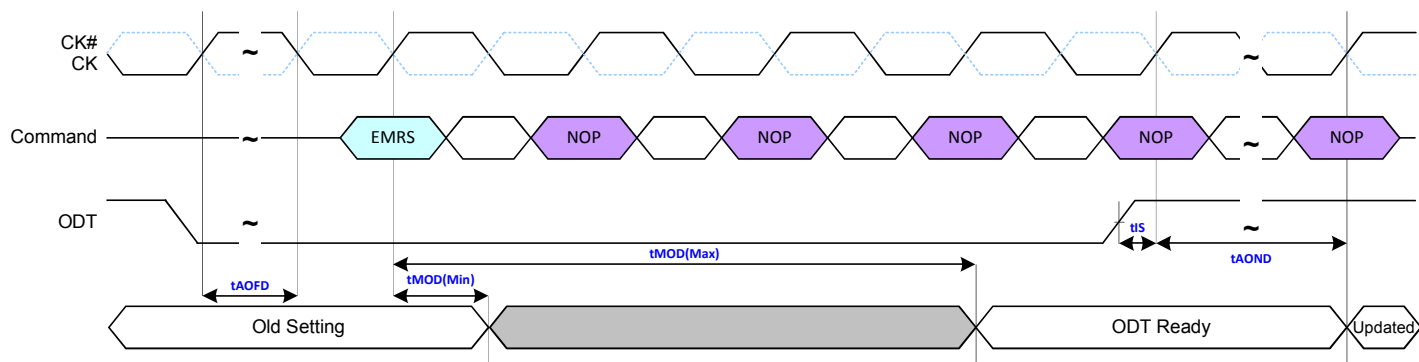 CK#
CK
Command
EMRS
NOP
NOP
NOP
NOP
NOP
ODT
tIS
tMOD(Max)
tAOND
tMOD(Min)
tAOFD
Old Setting
ODT Ready
Updated